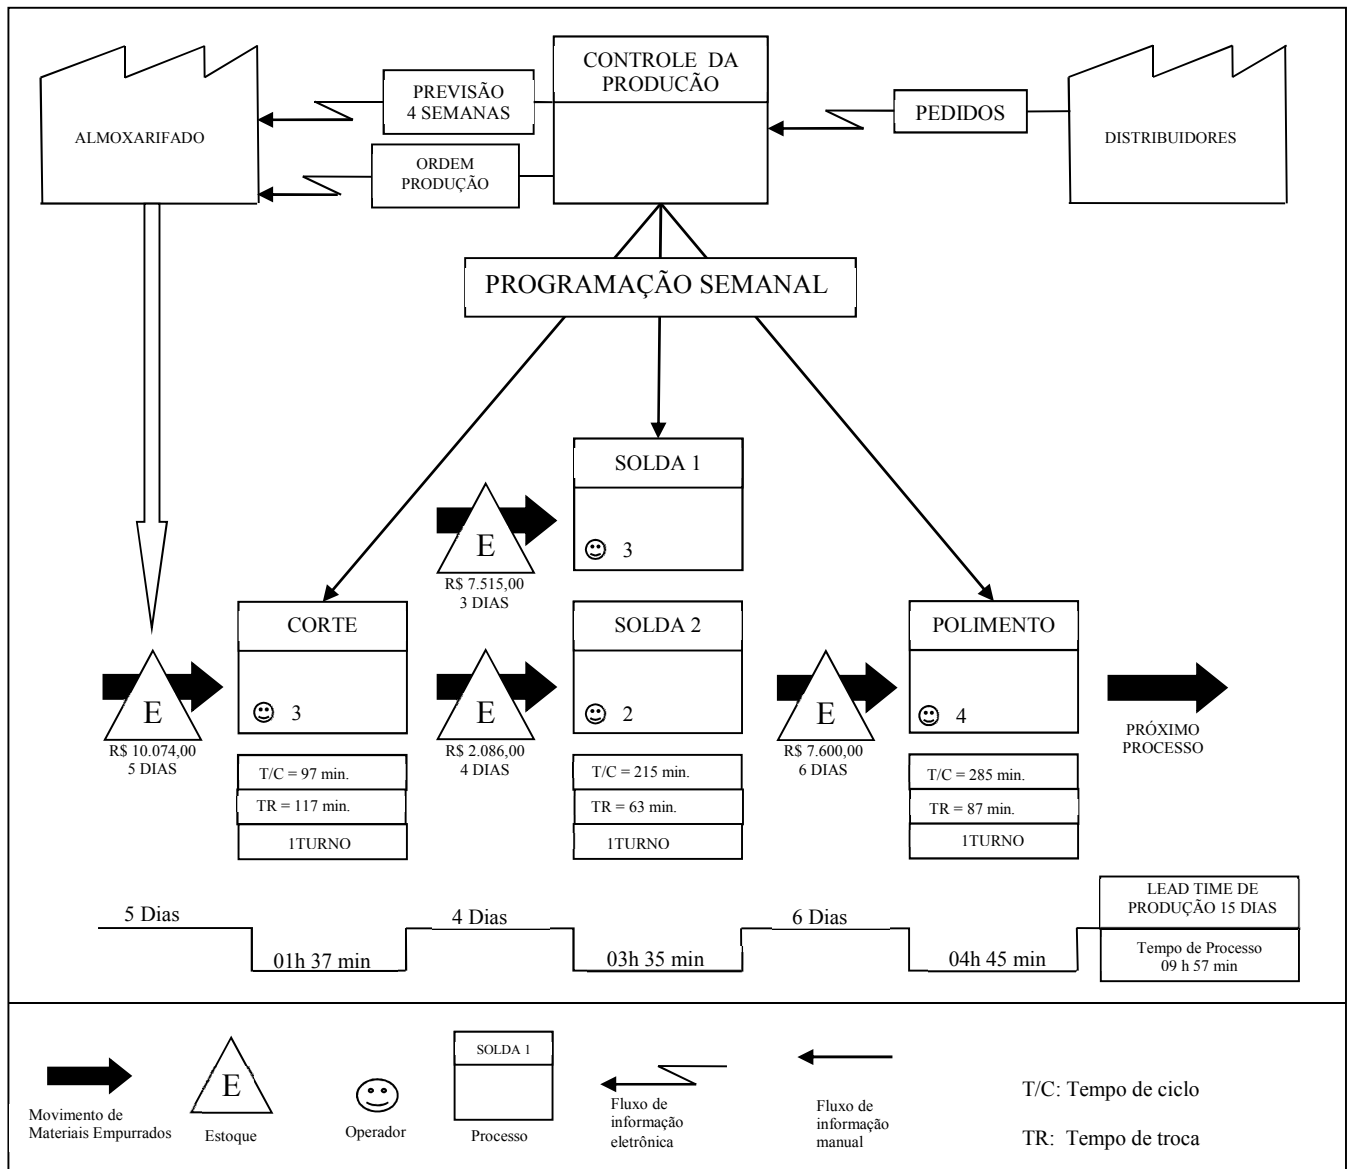 CONTROLE DA
PRODUCÃO
PREVISÃO
4 SEMANAS
PEDIDOS
ALMOXARIFADO
DISTRIBUIDORES
ORDEM
PRODUÇÃO
PROGRAMAÇÃO SEMANAL
SOLDA 1
E
3
R$ 7.515,00
3 DIAS
CORTE
SOLDA 2
POLIMENTO
E
3
E
2
E
4
R$ 10.074,00
5 DIAS
R$ 2.086,00
4 DIAS
R$ 7.600,00
6 DIAS
PRÓXIMO
PROCESSO
T/C = 97 min.
T/C = 215 min.
T/C = 285 min.
TR = 117 min.
TR = 63 min.
TR = 87 min.
1TURNO
1TURNO
1TURNO
5 Dias
4 Dias
6 Dias
LEAD TIME DE
PRODUÇÃO 15 DIAS
01h 37 min
03h 35 min
04h 45 min
Tempo de Processo
09 h 57 min
E
SOLDA 1
Movimento de
Materiais Empurrados
Estoque
Operador
Processo
Fluxo de
informação
eletrônica
Fluxo de
informação
manual
T/C: Tempo de ciclo
TR: Tempo de troca